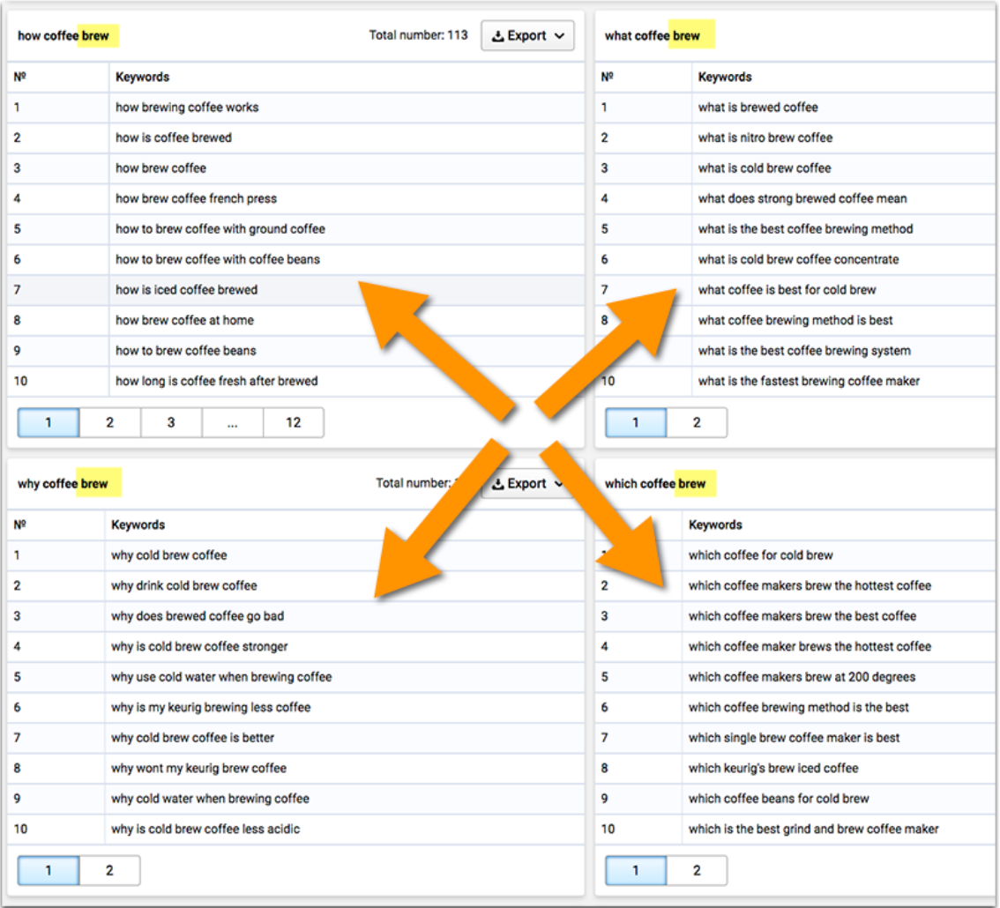 how coffee brew Total number: 113 Export
Nº Keywords
1 how brewing coffee works
2 how is coffee brewed
3 how brew coffee
4 how brew coffee french press
5 how to brew coffee with ground coffee
6 how to brew coffee with coffee beans
7 how is iced coffee brewed
8 how brew coffee at home
9 how to brew coffee beans
10 how long is coffee fresh after brewed
1 2 3 ... 12
what coffee brew
Nº Keywords
1 what is brewed coffee
2 what is nitro brew coffee
3 what is cold brew coffee
4 what does strong brewed coffee mean
5 what is the best coffee brewing method
6 what is cold brew coffee concentrate
7 what coffee is best for cold brew
8 what coffee brewing method is best
what is the best coffee brewing system
10 what is the fastest brewing coffee maker
1 2
why coffee brew Total number: Export
Nº Keywords
1 why cold brew coffee
2 why drink cold brew coffee
3 why does brewed coffee go bad
4 why is cold brew coffee stronger
5 why use cold water when brewing coffee
6 why is my keurig brewing less coffee
7 why cold brew coffee is better
8 why wont my keurig brew coffee
9 why cold water when brewing coffee
10 why is cold brew coffee less acidic
1 2
which coffee brew
Keywords
which coffee for cold brew
2 which coffee makers brew the hottest coffee
3 which coffee makers brew the best coffee
4 which coffee maker brews the hottest coffee
5 which coffee makers brew at 200 degrees
6 which coffee brewing method is the best
7 which single brew coffee maker is best
8 which keurig's brew iced coffee
9 which coffee beans for cold brew
10 which is the best grind and brew coffee maker
1 2